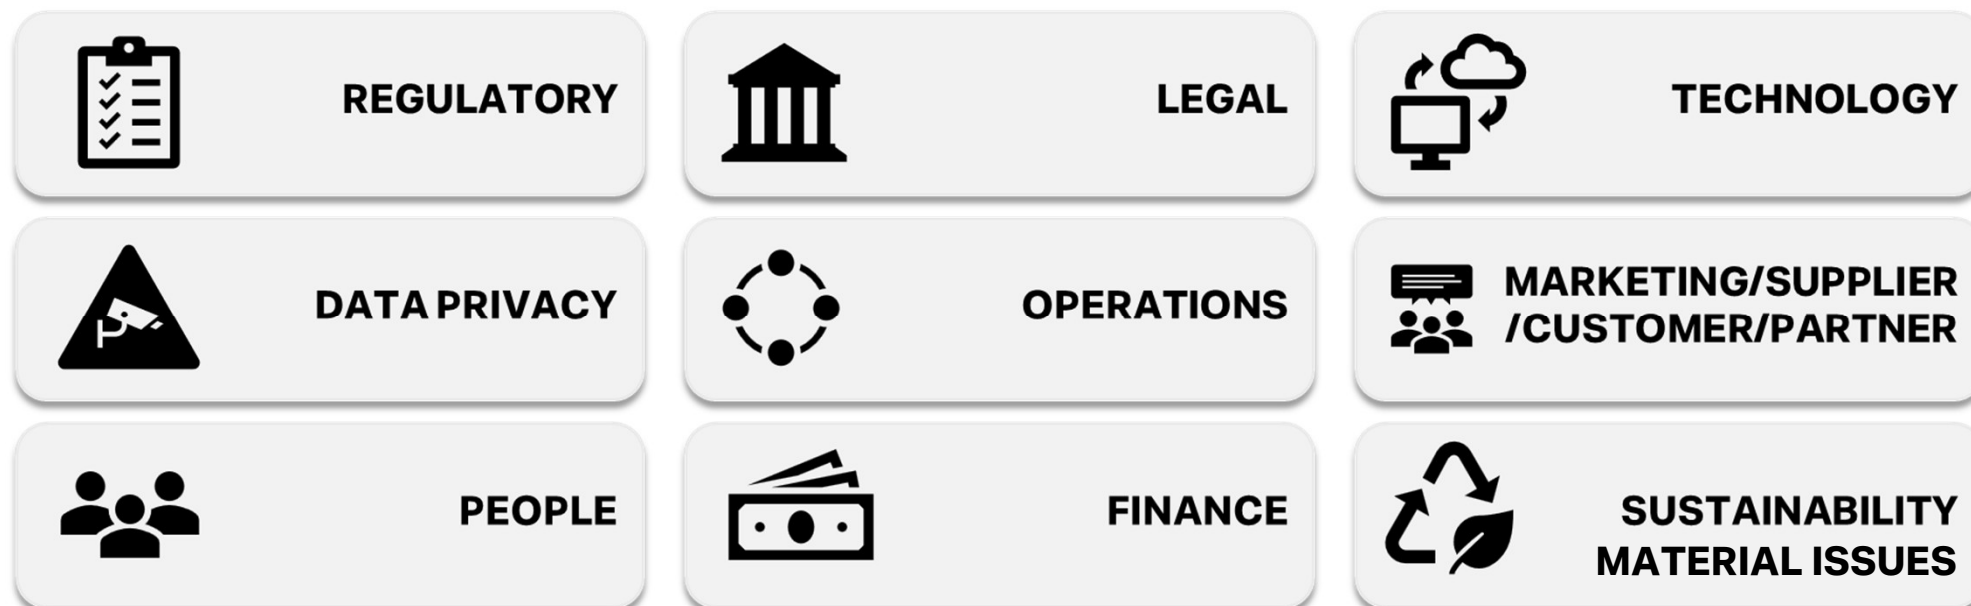 REGULATORY
LEGAL
TECHNOLOGY
DATA PRIVACY
OPERATIONS
MARKETING/SUPPLIER
/CUSTOMER/PARTNER
PEOPLE
FINANCE
SUSTAINABILITY
MATERIAL ISSUES